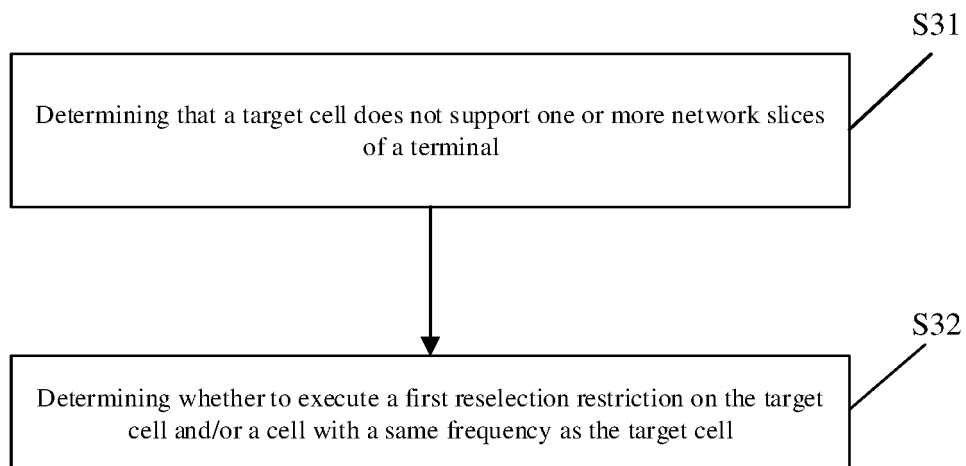 S31
Determining that a target cell does not support one or more network slices
of a terminal
S32
Determining whether to execute a first reselection restriction on the target
cell and/or a cell with a same frequency as the target cell